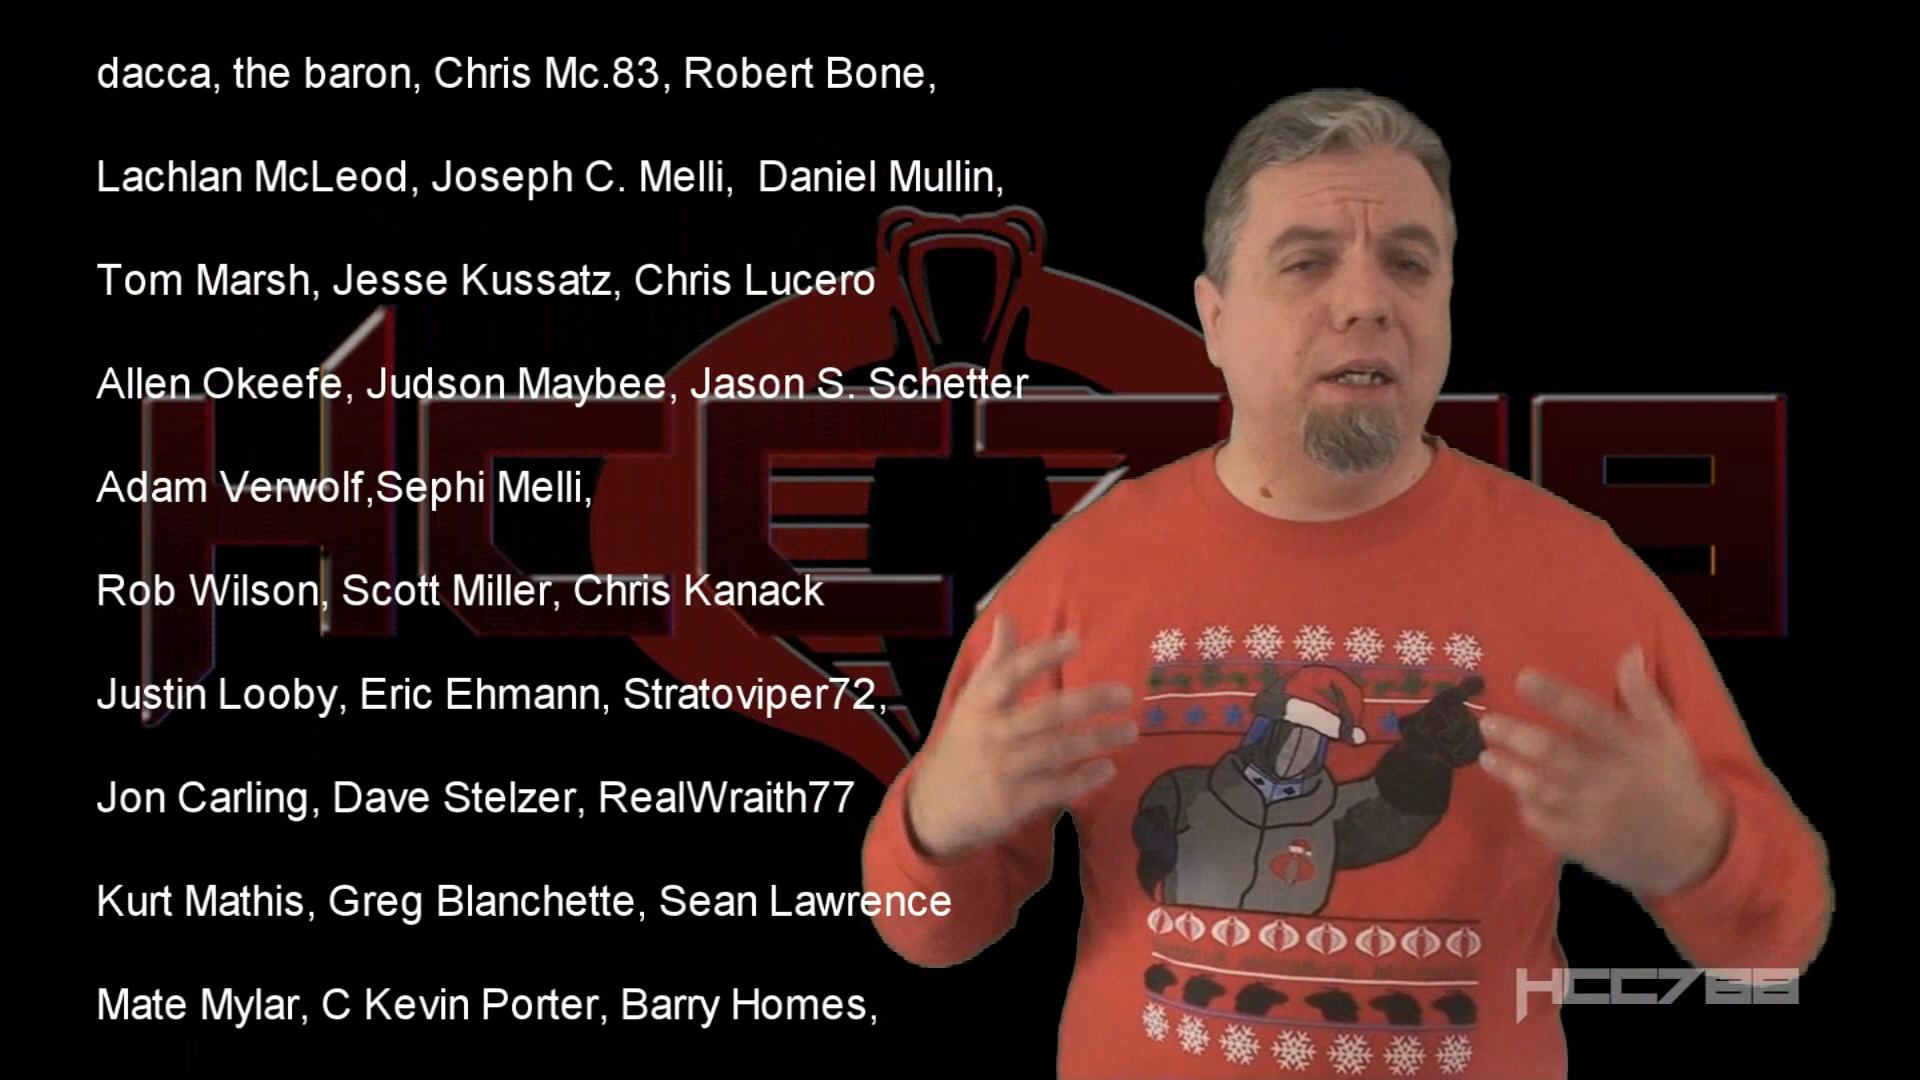 dacca, the baron, Chris Mc.83, Robert Bone,
Lachlan McLeod, Joseph C. Melli,  Daniel Mullin,
Tom Marsh, Jesse Kussatz, Chris Lucero
Allen Okeefe, Judson Maybee, Jason S. Schetter
Adam Verwolf,Sephi Melli,
Rob Wilson, Scott Miller, Chris Kanack
Justin Looby, Eric Ehmann, Stratoviper72,
Jon Carling, Dave Stelzer, RealWraith77
Kurt Mathis, Greg Blanchette, Sean Lawrence
Mate Mylar, C Kevin Porter, Barry Homes,
HCC788